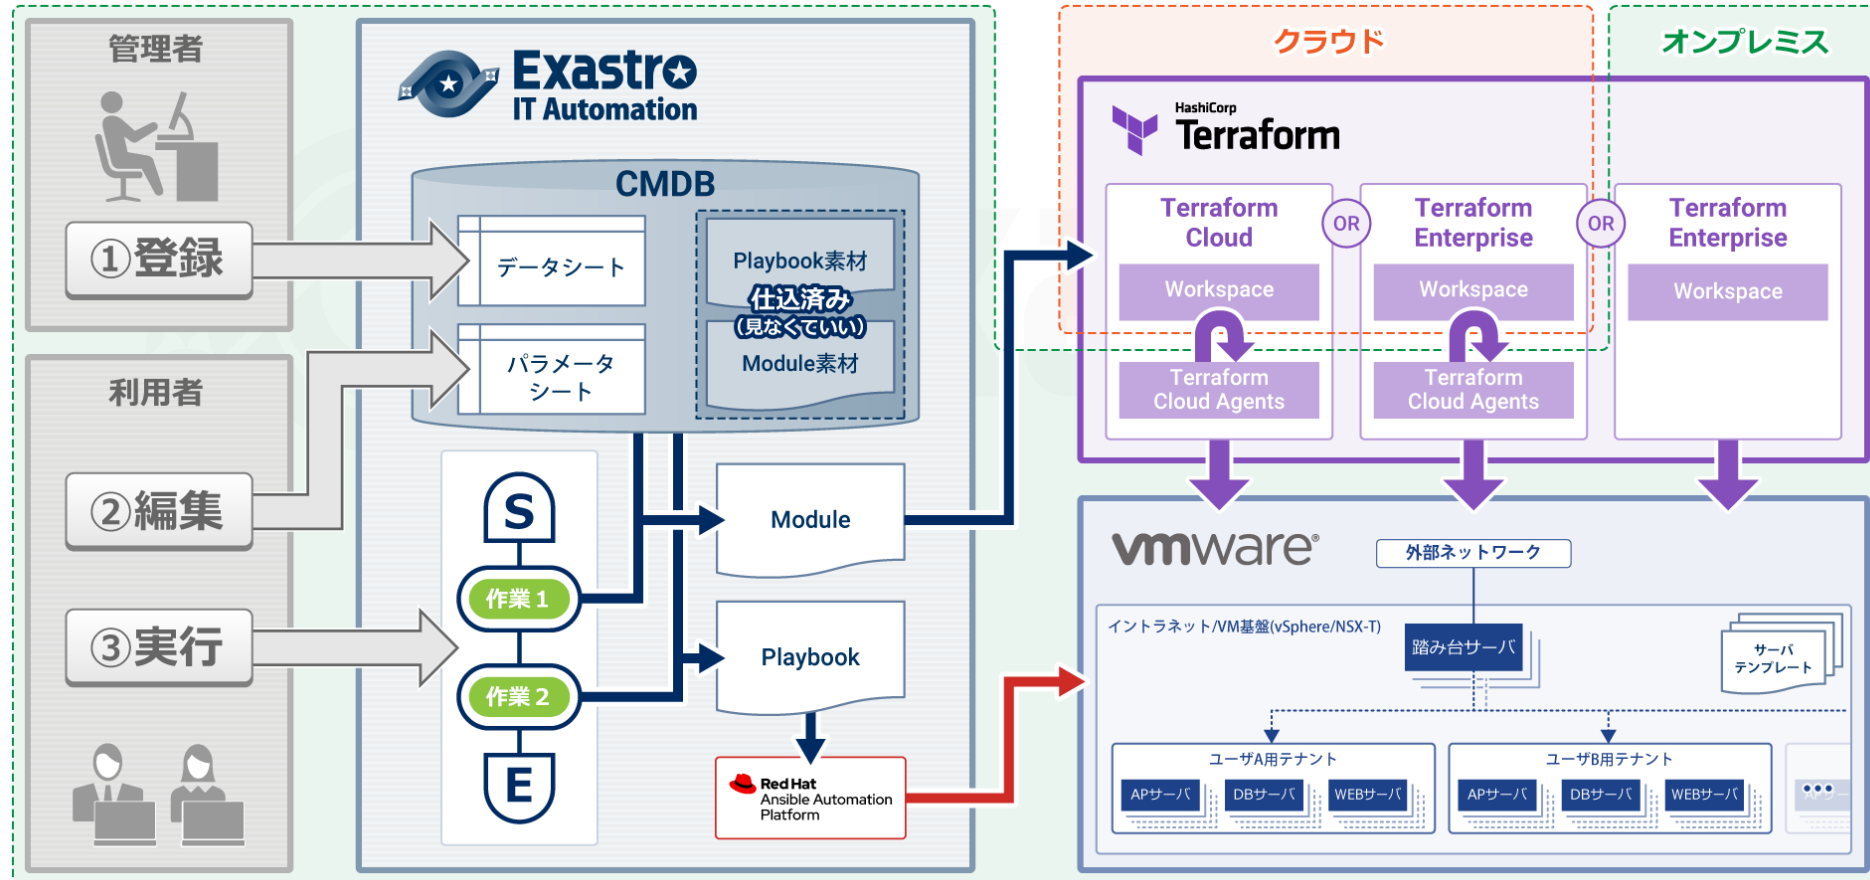 管理者
①登録
利用者
②編集
③実行
Exastro
IT Automation
CMDB
データシート
パラメータ
シート
Playbook素材
仕込済み
(見なくていい)
Module素材
S
作業1
作業2
E
Module
Playbook
Red Hat
Ansible Automation
Platform
クラウド
オンプレミス
HashiCorp
Terraform
Terraform
Cloud
Workspace
Terraform
Cloud Agents
OR
Terraform
Enterprise
Workspace
Terraform
Cloud Agents
OR
Terraform
Enterprise
Workspace
vmware®
外部ネットワーク
イントラネット/VM基盤(vSphere/NSX-T)
踏み台サーバ
サーバ
テンプレート
ユーザA用テナント
APサーバ
DBサーバ
WEBサーバ
ユーザB用テナント
APサーバ
DBサーバ
WEBサーバ